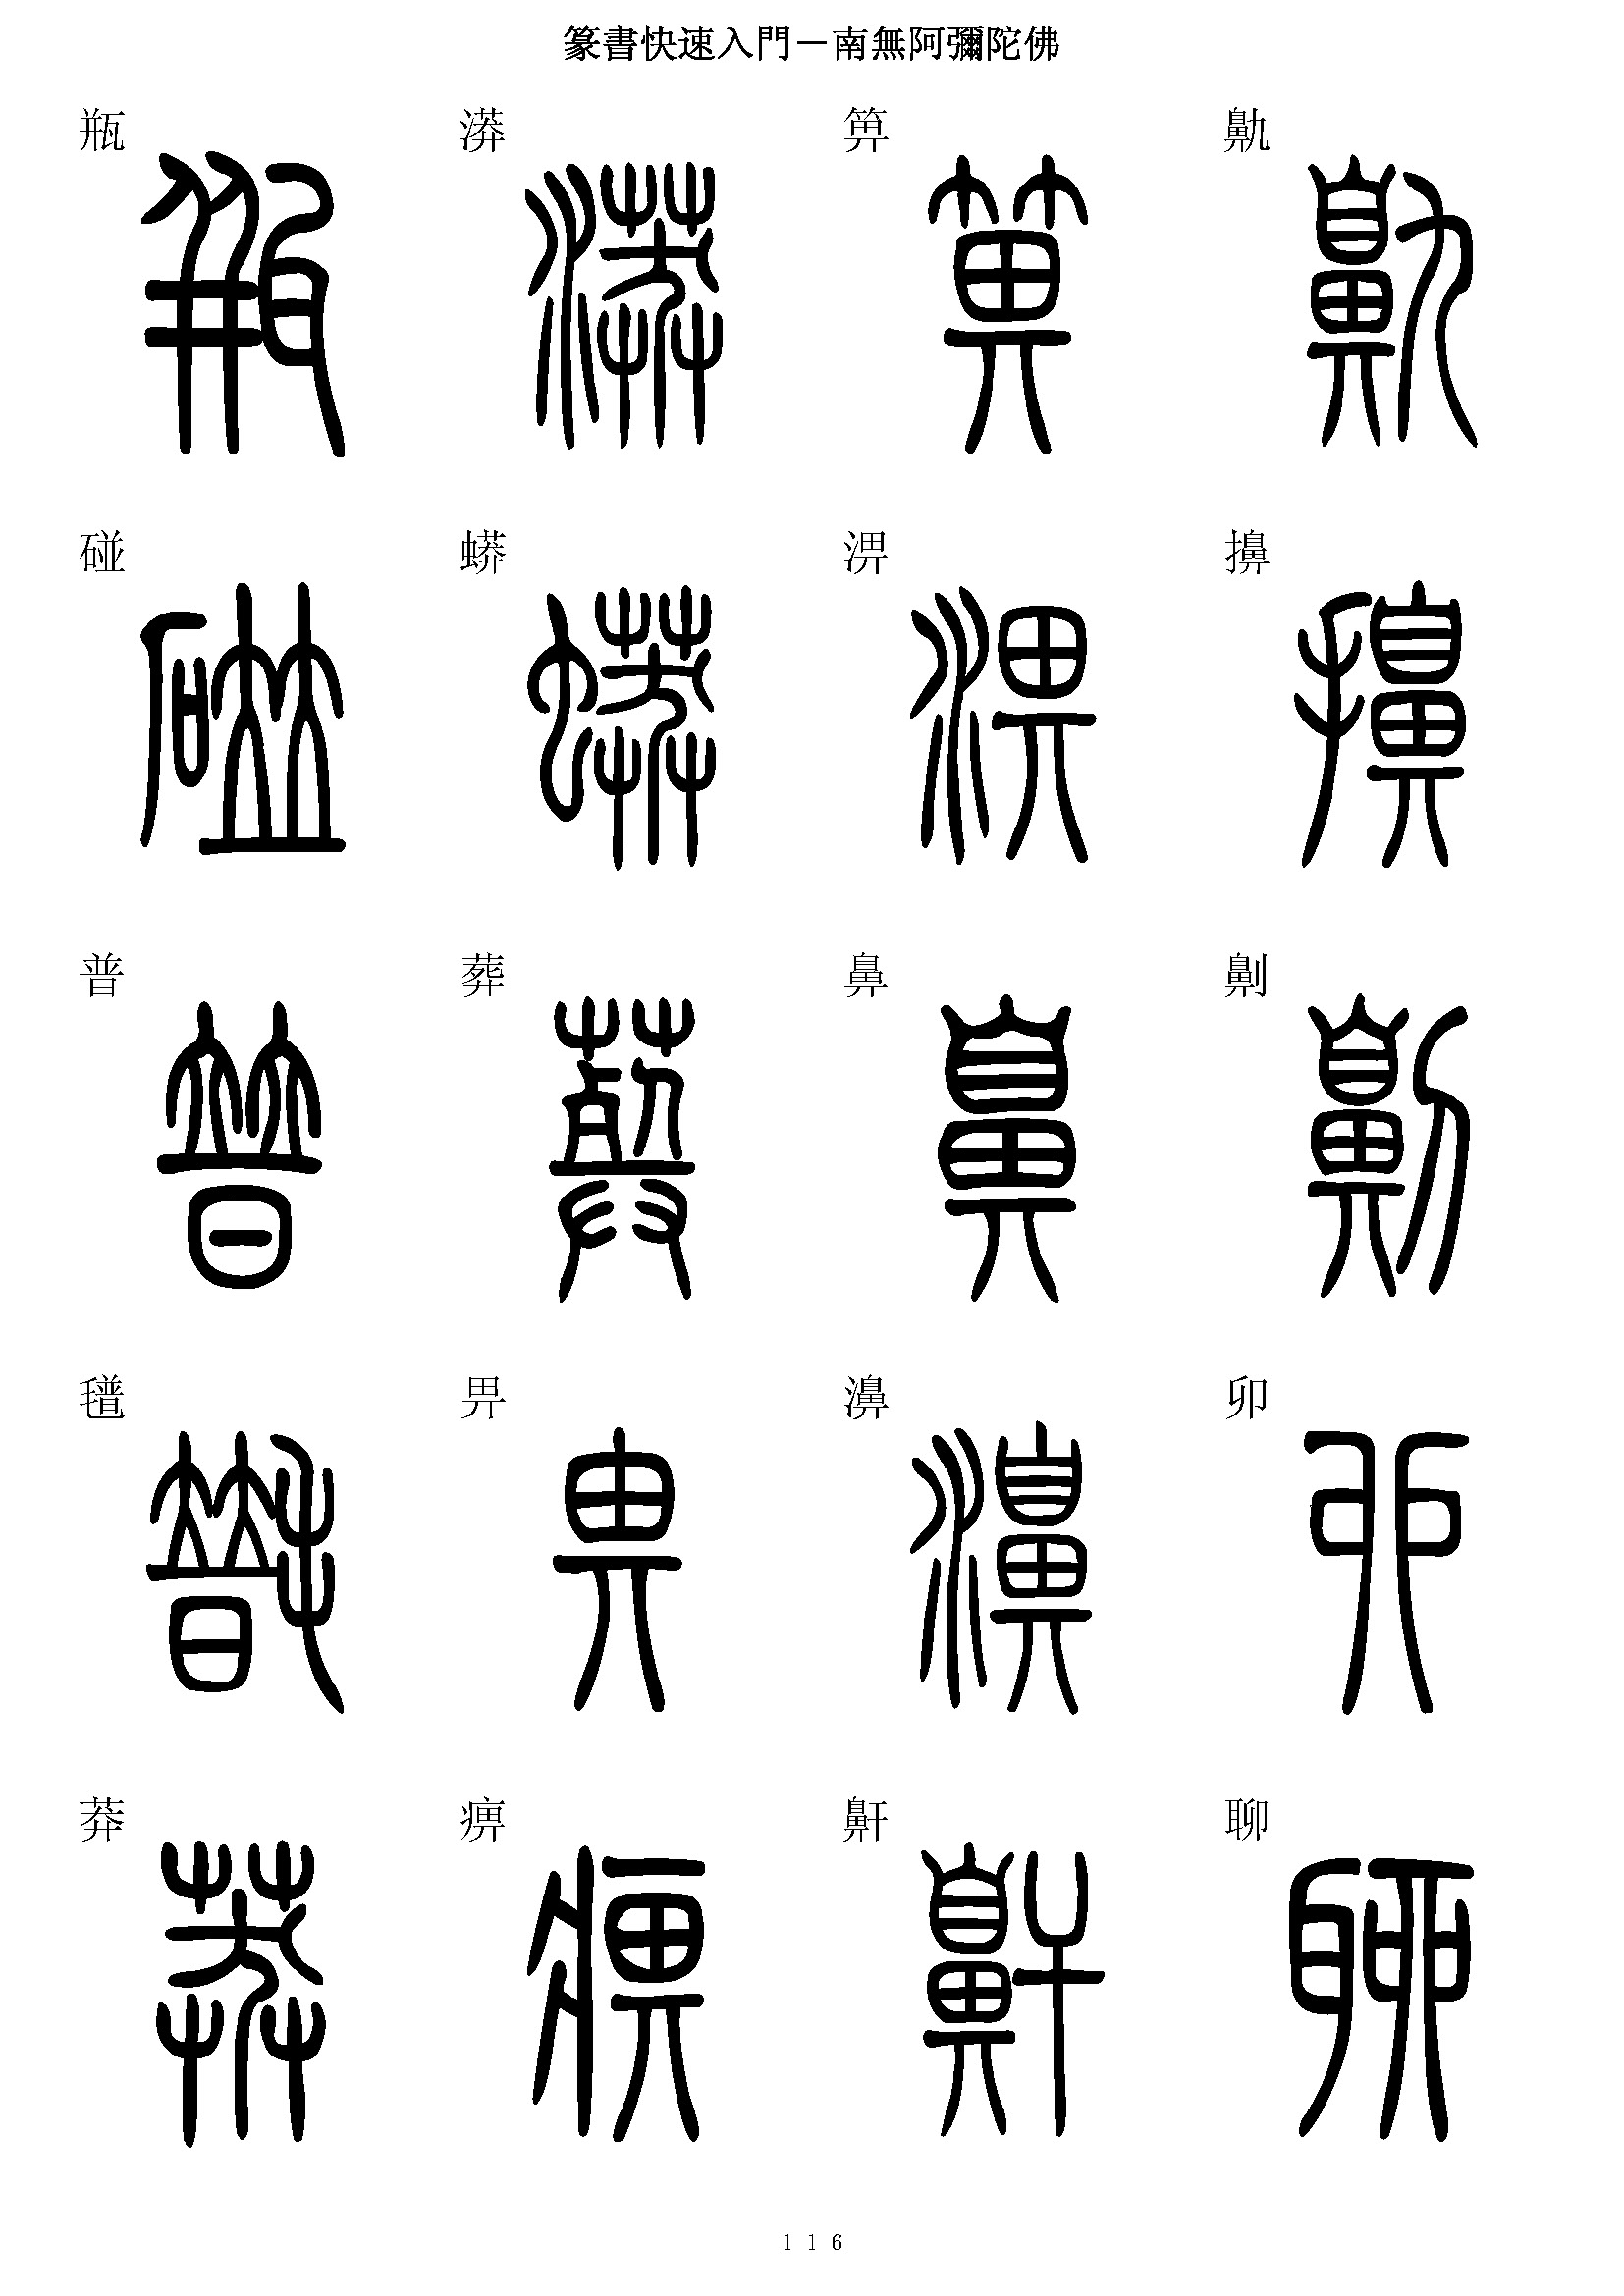 篆書快速入門－南無阿彌陀佛
瓶 漭 箅 鼽
碰 蟒 淠 擤
普 葬 鼻 劓
氆 畀 濞 卯
莽 痹 鼾 聊
116